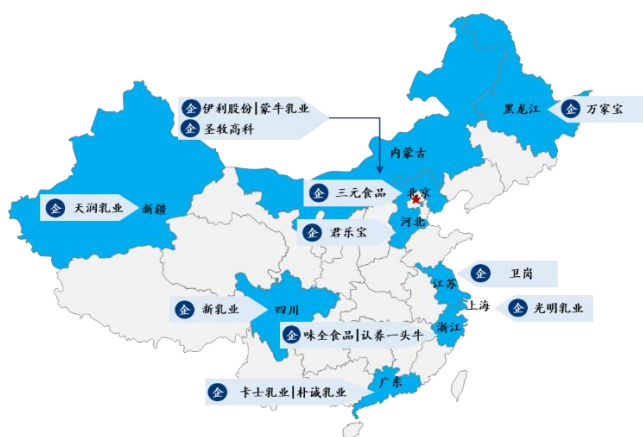 企 伊利股份|蒙牛乳业
企 圣牧高科
黑龙江
企 万家宝
内蒙古
企 三元食品
北京
企 天润乳业
新疆
企 君乐宝
河北
企 卫岗
江苏
企 新乳业
四川
上海
企 光明乳业
企 味全食品|认养一头牛
浙江
广东
企 卡士乳业|朴诚乳业